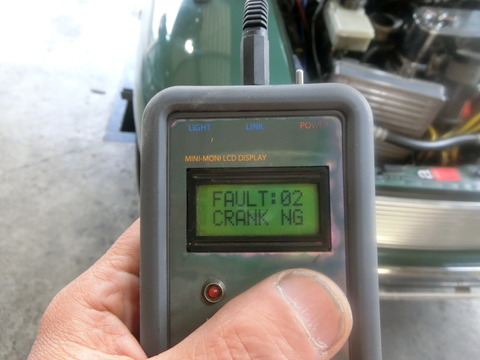 LIGHT LINK POWER
MINI-MONI LCD DISPLAY
FAULT:02
CRANK NG